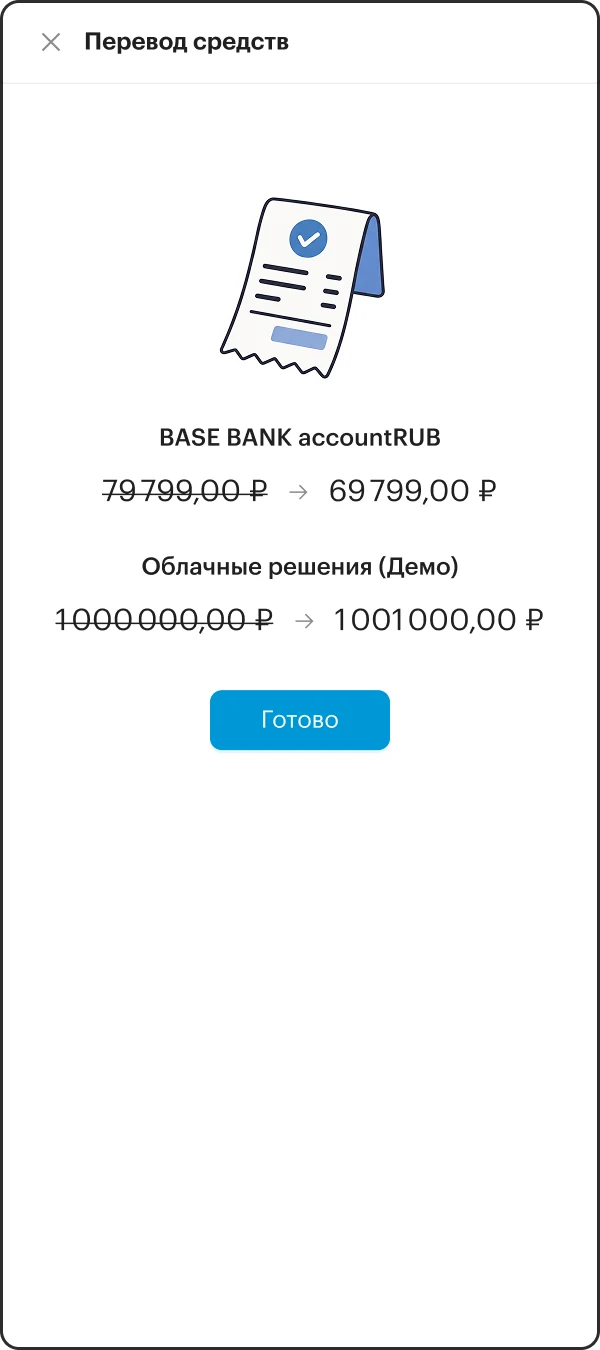 Перевод средств
BASE BANK accountRUB
79 799,00 ₽ → 69 799,00 ₽
Облачные решения (Демо)
1 000 000,00 ₽ → 1 001 000,00 ₽
Готово